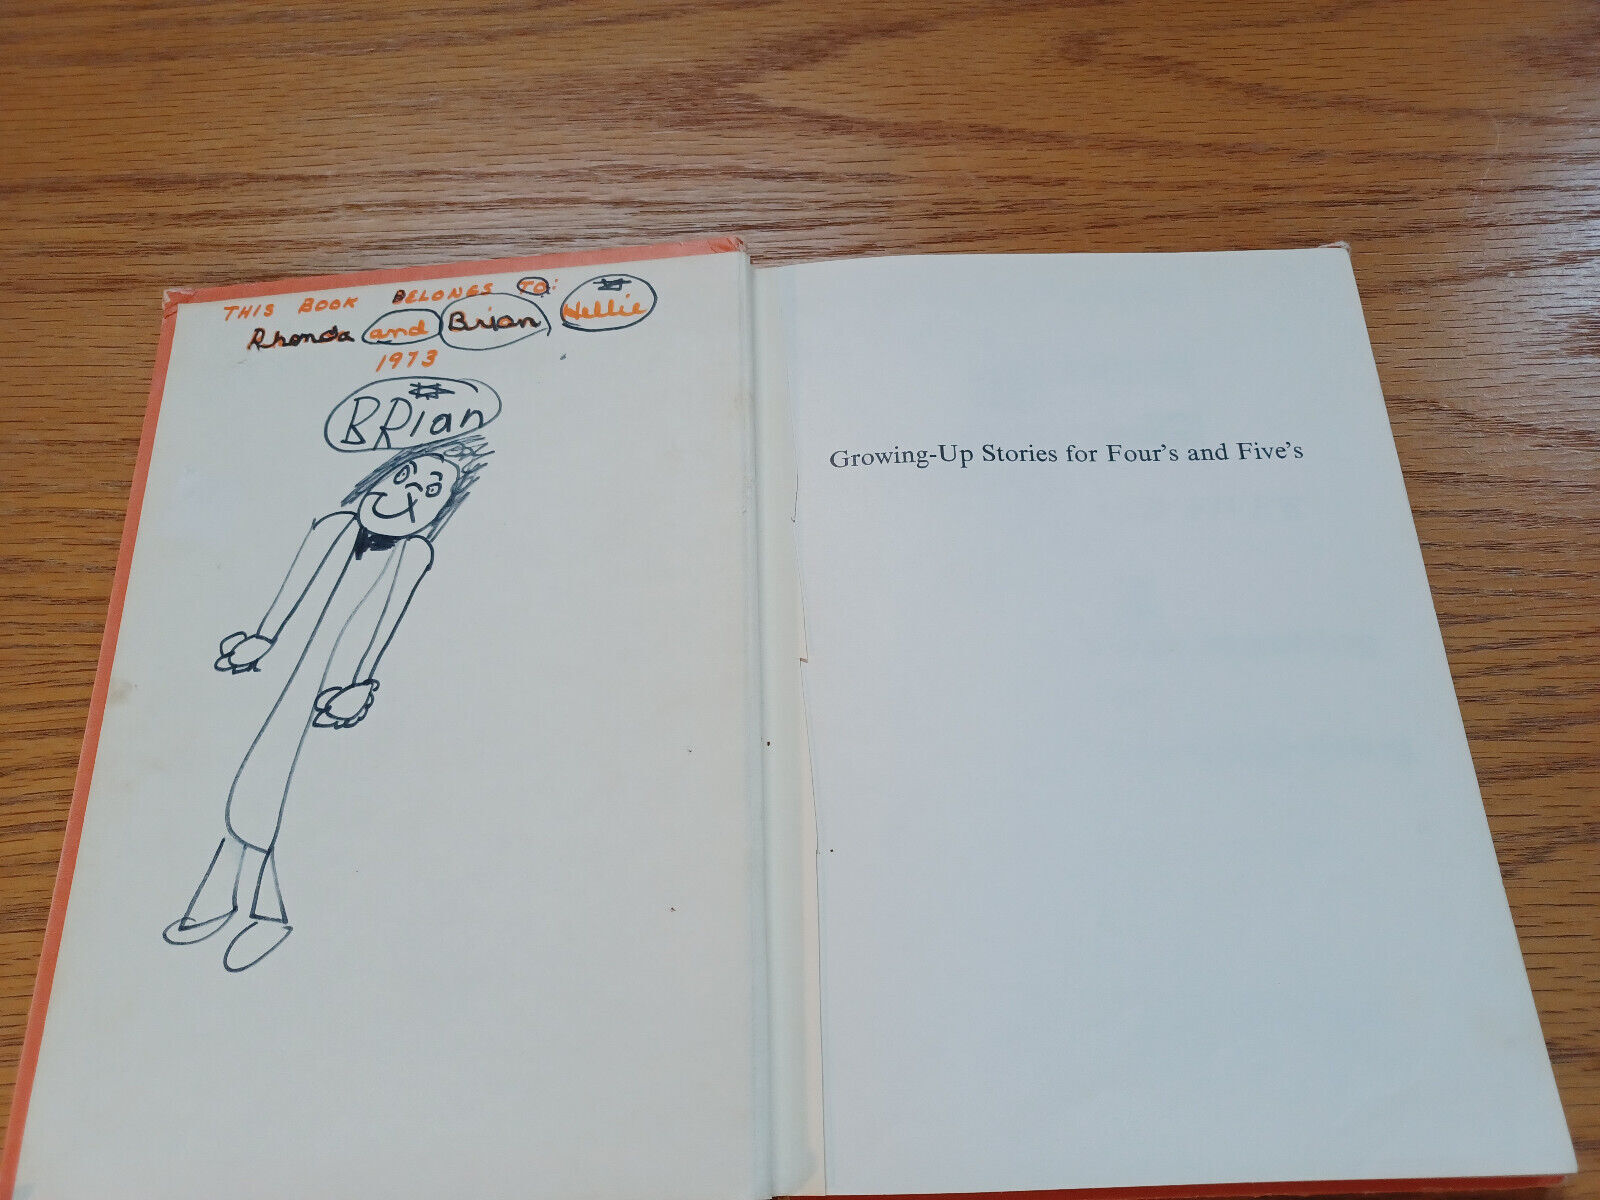 THIS BOOK BELONGS TO:
Rhonda and Brian Nellie
1973
BRian
Growing-Up Stories for Four's and Five's